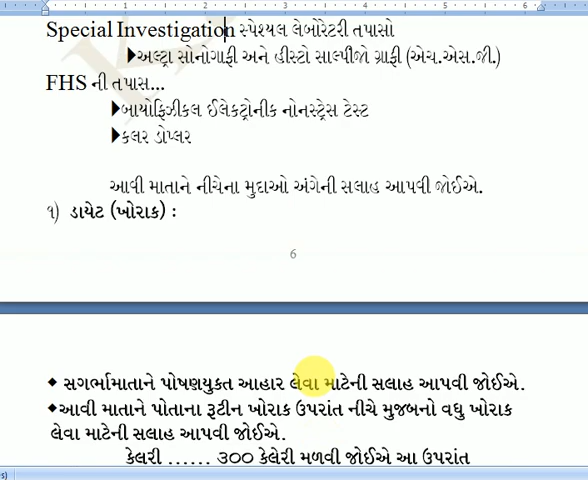 Special Investigation સ્પેશ્યલ લેબોરેટરી તપાસો
▶અલ્ટ્રા સોનોગ્રાફી અને હીસ્ટો સાલ્પીજો ગ્રાફી (એચ.એસ.જી.)
FHS ની તપાસ...
▶બાયોફિઝીકલ ઈલેક્ટ્રોનીક નોનસ્ટ્રેસ ટેસ્ટ
▶કલર ડોપ્લર
આવી માતાને નીચેના મુદાઓ અંગેની સલાહ આપવી જોઈએ.
૧) ડાયેટ (ખોરાક) :
6
◆ સગર્ભામાતાને પોષણયુકત આહાર લેવા માટેની સલાહ આપવી જોઈએ.
◆આવી માતાને પોતાના રૂટીન ખોરાક ઉપરાંત નીચે મુજબનો વધુ ખોરાક
લેવા માટેની સલાહ આપવી જોઈએ.
કેલરી ...... ૩૦૦ કેલેરી મળવી જોઈએ આ ઉપરાંત